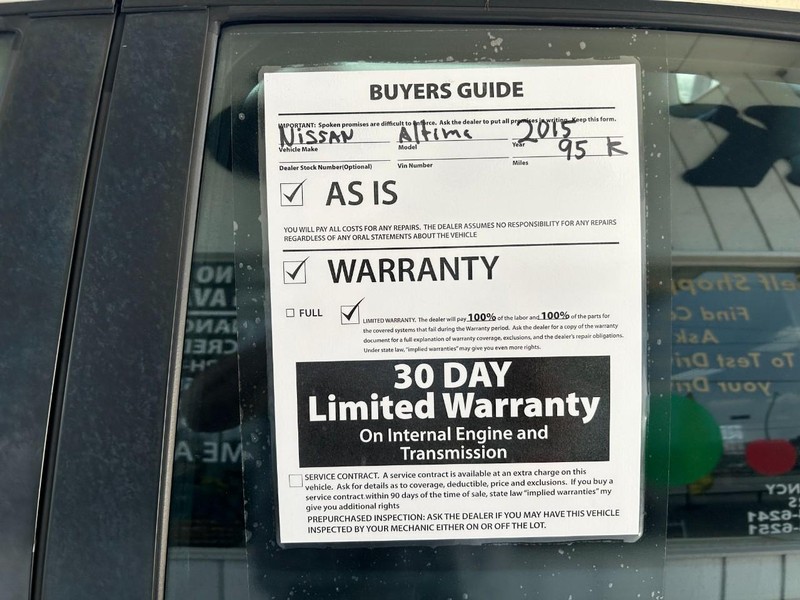 BUYERS GUIDE
IMPORTANT: Spoken promises are difficult to enforce. Ask the dealer to put all promises in writing. Keep this form.
NISSAN Altima 2015
Vehicle Make Model Year
95 K
Dealer Stock Number(Optional) Vin Number Miles
AS IS
YOU WILL PAY ALL COSTS FOR ANY REPAIRS. THE DEALER ASSUMES NO RESPONSIBILITY FOR ANY REPAIRS
REGARDLESS OF ANY ORAL STATEMENTS ABOUT THE VEHICLE
WARRANTY
FULL
LIMITED WARRANTY. The dealer will pay 100% of the labor and 100% of the parts for
the covered systems that fail during the Warranty period. Ask the dealer for a copy of the warranty
document for a full explanation of warranty coverage, exclusions, and the dealer's repair obligations.
Under state law, "implied warranties" may give you even more rights.
30 DAY
Limited Warranty
On Internal Engine and
Transmission
SERVICE CONTRACT. A service contract is available at an extra charge on this
vehicle. Ask for details as to coverage, deductible, price and exclusions. If you buy a
service contract within 90 days of the time of sale, state law "implied warranties" my
give you additional rights
PREPURCHASED INSPECTION: ASK THE DEALER IF YOU MAY HAVE THIS VEHICLE
INSPECTED BY YOUR MECHANIC EITHER ON OR OFF THE LOT.
Find C
Ask
To Test Driv
your Driv
-6241
-6251